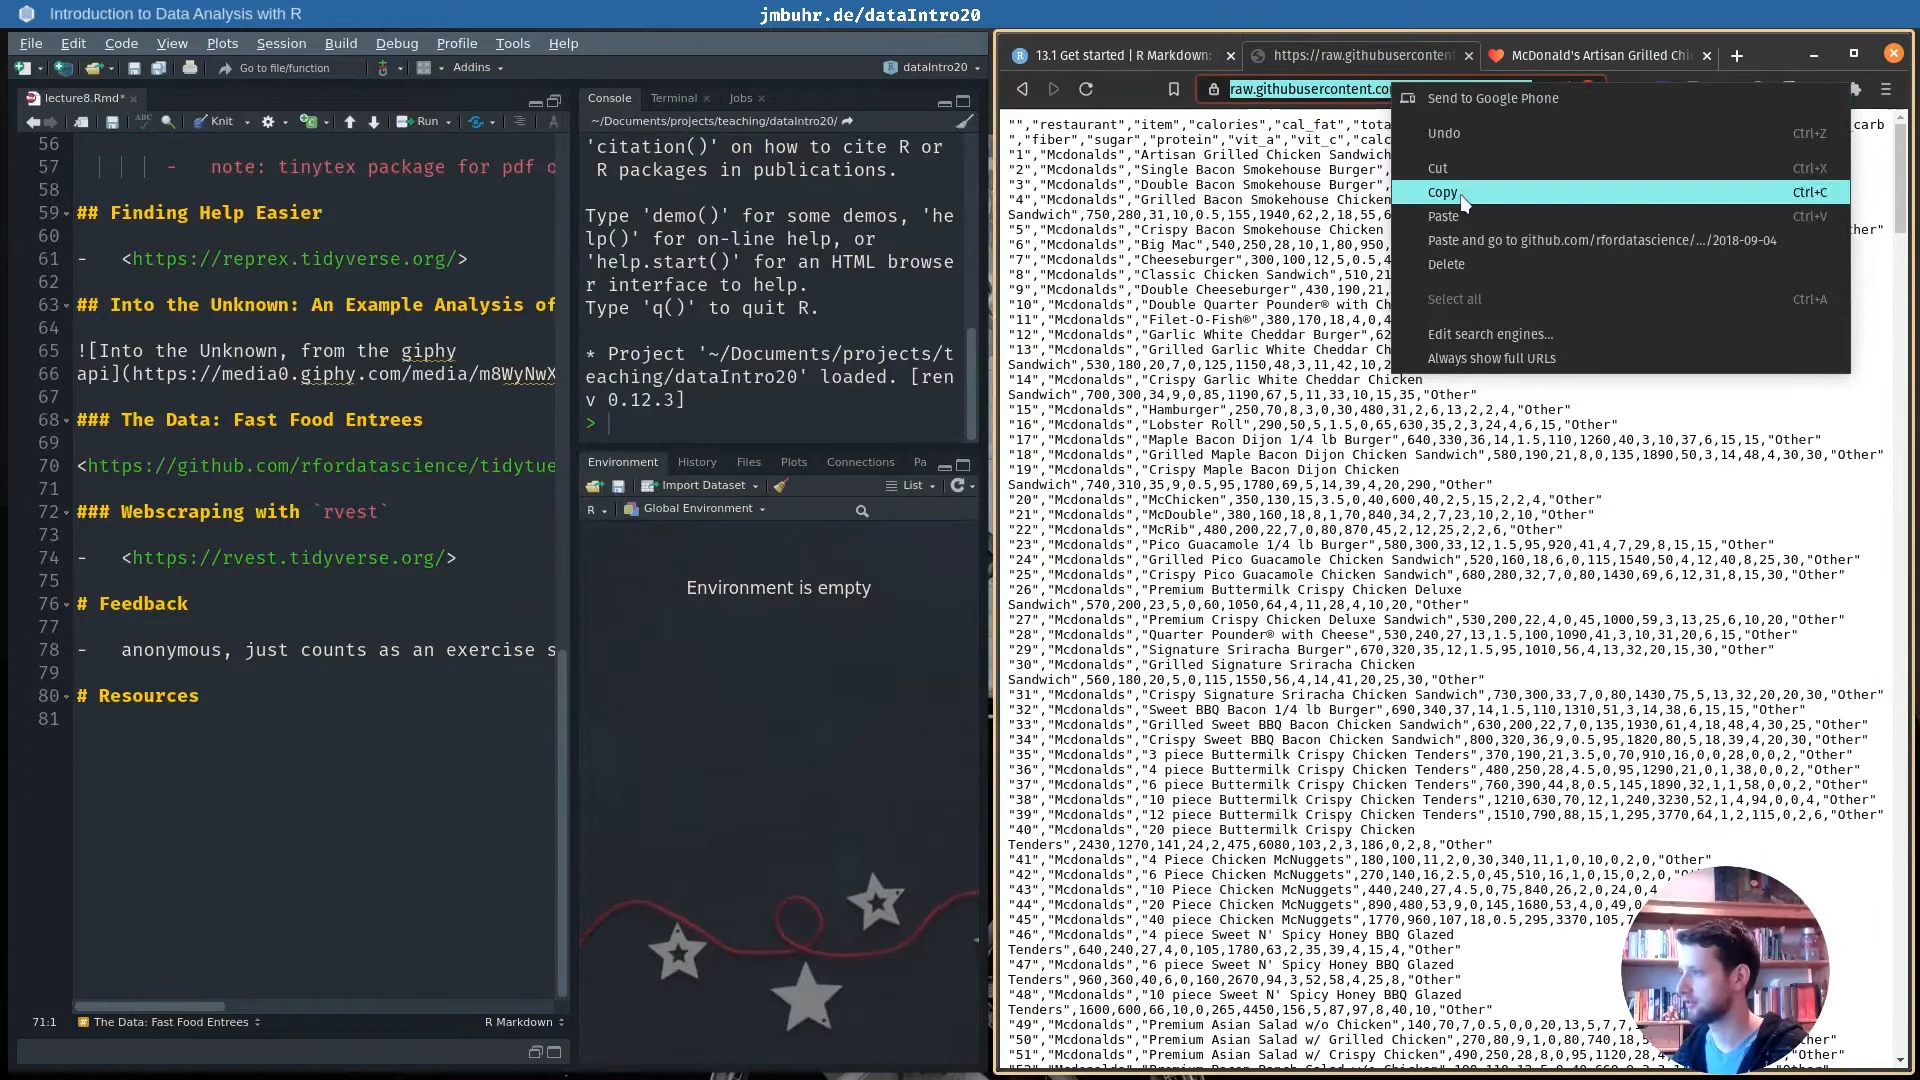 Introduction to Data Analysis with R
jmbuhr.de/dataIntro20
File Edit Code View Plots Session Build Debug Profile Tools Help
Go to file/function
Addins
dataIntro20
lecture8.Rmd*
Knit
Run
56
57 - note: tinytex package for pdf o
58
59 ## Finding Help Easier
60
61 - <https://reprex.tidyverse.org/>
62
63 ## Into the Unknown: An Example Analysis of
64
65 ![Into the Unknown, from the giphy
66 api](https://media0.giphy.com/media/m8WyNwX
67
68 ### The Data: Fast Food Entrees
69
70 <https://github.com/rfordatascience/tidytue
71
72 ### Webscraping with `rvest`
73
74 - <https://rvest.tidyverse.org/>
75
76 # Feedback
77
78 - anonymous, just counts as an exercise s
79
80 # Resources
81
71:1 # The Data: Fast Food Entrees R Markdown
Console Terminal Jobs
~/Documents/projects/teaching/dataIntro20/
'citation()' on how to cite R or
R packages in publications.
Type 'demo()' for some demos, 'he
lp()' for on-line help, or
'help.start()' for an HTML browse
r interface to help.
Type 'q()' to quit R.
* Project '~/Documents/projects/t
eaching/dataIntro20' loaded. [ren
v 0.12.3]
>
Environment History Files Plots Connections Pa
Import Dataset List
R Global Environment
Environment is empty
13.1 Get started | R Markdown: https://raw.githubusercontent McDonald's Artisan Grilled Chi
raw.githubusercontent.co
Send to Google Phone
Undo Ctrl+Z
Cut Ctrl+X
Copy Ctrl+C
Paste Ctrl+V
Paste and go to github.com/rfordatascience/.../2018-09-04
Delete
Select all Ctrl+A
Edit search engines...
Always show full URLs
"","restaurant","item","calories","cal_fat","tota _carb
","fiber","sugar","protein","vit_a","vit_c","calc
"1","Mcdonalds","Artisan Grilled Chicken Sandwich
"2","Mcdonalds","Single Bacon Smokehouse Burger",
"3","Mcdonalds","Double Bacon Smokehouse Burger",
"4","Mcdonalds","Grilled Bacon Smokehouse Chicken
Sandwich",750,280,31,10,0.5,155,1940,62,2,18,55,6
"5","Mcdonalds","Crispy Bacon Smokehouse Chicken her"
"6","Mcdonalds","Big Mac",540,250,28,10,1,80,950,
"7","Mcdonalds","Cheeseburger",300,100,12,5,0.5,4
"8","Mcdonalds","Classic Chicken Sandwich",510,21
"9","Mcdonalds","Double Cheeseburger",430,190,21,
"10","Mcdonalds","Double Quarter Pounder® with Ch
"11","Mcdonalds","Filet-O-Fish®",380,170,18,4,0,4
"12","Mcdonalds","Garlic White Cheddar Burger",62
"13","Mcdonalds","Grilled Garlic White Cheddar Ch
Sandwich",530,180,20,7,0,125,1150,48,3,11,42,10,2
"14","Mcdonalds","Crispy Garlic White Cheddar Chicken
Sandwich",700,300,34,9,0,85,1190,67,5,11,33,10,15,35,"Other"
"15","Mcdonalds","Hamburger",250,70,8,3,0,30,480,31,2,6,13,2,2,4,"Other"
"16","Mcdonalds","Lobster Roll",290,50,5,1.5,0,65,630,35,2,3,24,4,6,15,"Other"
"17","Mcdonalds","Maple Bacon Dijon 1/4 lb Burger",640,330,36,14,1.5,110,1260,40,3,10,37,6,15,15,"Other"
"18","Mcdonalds","Grilled Maple Bacon Dijon Chicken Sandwich",580,190,21,8,0,135,1890,50,3,14,48,4,30,30,"Other"
"19","Mcdonalds","Crispy Maple Bacon Dijon Chicken
Sandwich",740,310,35,9,0.5,95,1780,69,5,14,39,4,20,290,"Other"
"20","Mcdonalds","McChicken",350,130,15,3.5,0,40,600,40,2,5,15,2,2,4,"Other"
"21","Mcdonalds","McDouble",380,160,18,8,1,70,840,34,2,7,23,10,2,10,"Other"
"22","Mcdonalds","McRib",480,200,22,7,0,80,870,45,2,12,25,2,2,6,"Other"
"23","Mcdonalds","Pico Guacamole 1/4 lb Burger",580,300,33,12,1.5,95,920,41,4,7,29,8,15,15,"Other"
"24","Mcdonalds","Grilled Pico Guacamole Chicken Sandwich",520,160,18,6,0,115,1540,50,4,12,40,8,25,30,"Other"
"25","Mcdonalds","Crispy Pico Guacamole Chicken Sandwich",680,280,32,7,0,80,1430,69,6,12,31,8,15,30,"Other"
"26","Mcdonalds","Premium Buttermilk Crispy Chicken Deluxe
Sandwich",570,200,23,5,0,60,1050,64,4,11,28,4,10,20,"Other"
"27","Mcdonalds","Premium Crispy Chicken Deluxe Sandwich",530,200,22,4,0,45,1000,59,3,13,25,6,10,20,"Other"
"28","Mcdonalds","Quarter Pounder® with Cheese",530,240,27,13,1.5,100,1090,41,3,10,31,20,6,15,"Other"
"29","Mcdonalds","Signature Sriracha Burger",670,320,35,12,1.5,95,1010,56,4,13,32,20,15,30,"Other"
"30","Mcdonalds","Grilled Signature Sriracha Chicken
Sandwich",560,180,20,5,0,115,1550,56,4,14,41,20,25,30,"Other"
"31","Mcdonalds","Crispy Signature Sriracha Chicken Sandwich",730,300,33,7,0,80,1430,75,5,13,32,20,20,30,"Other"
"32","Mcdonalds","Sweet BBQ Bacon 1/4 lb Burger",690,340,37,14,1.5,110,1310,51,3,14,38,6,15,15,"Other"
"33","Mcdonalds","Grilled Sweet BBQ Bacon Chicken Sandwich",630,200,22,7,0,135,1930,61,4,18,48,4,30,25,"Other"
"34","Mcdonalds","Crispy Sweet BBQ Bacon Chicken Sandwich",800,320,36,9,0.5,95,1820,80,5,18,39,4,20,30,"Other"
"35","Mcdonalds","3 piece Buttermilk Crispy Chicken Tenders",370,190,21,3.5,0,70,910,16,0,0,28,0,0,2,"Other"
"36","Mcdonalds","4 piece Buttermilk Crispy Chicken Tenders",480,250,28,4.5,0,95,1290,21,0,1,38,0,0,2,"Other"
"37","Mcdonalds","6 piece Buttermilk Crispy Chicken Tenders",760,390,44,8,0.5,145,1890,32,1,1,58,0,0,2,"Other"
"38","Mcdonalds","10 piece Buttermilk Crispy Chicken Tenders",1210,630,70,12,1,240,3230,52,1,4,94,0,0,4,"Other"
"39","Mcdonalds","12 piece Buttermilk Crispy Chicken Tenders",1510,790,88,15,1,295,3770,64,1,2,115,0,2,6,"Other"
"40","Mcdonalds","20 piece Buttermilk Crispy Chicken
Tenders",2430,1270,141,24,2,475,6080,103,2,3,186,0,2,8,"Other"
"41","Mcdonalds","4 Piece Chicken McNuggets",180,100,11,2,0,30,340,11,1,0,10,0,2,0,"Other"
"42","Mcdonalds","6 Piece Chicken McNuggets",270,140,16,2.5,0,45,510,16,1,0,15,0,2,0,
"43","Mcdonalds","10 Piece Chicken McNuggets",440,240,27,4.5,0,75,840,26,2,0,24,0,4
"44","Mcdonalds","20 Piece Chicken McNuggets",890,480,53,9,0,145,1680,53,4,0,49,0
"45","Mcdonalds","40 piece Chicken McNuggets",1770,960,107,18,0.5,295,3370,105,7
"46","Mcdonalds","4 piece Sweet N' Spicy Honey BBQ Glazed
Tenders",640,240,27,4,0,105,1780,63,2,35,39,4,15,4,"Other"
"47","Mcdonalds","6 piece Sweet N' Spicy Honey BBQ Glazed
Tenders",960,360,40,6,0,160,2670,94,3,52,58,4,25,8,"Other"
"48","Mcdonalds","10 piece Sweet N' Spicy Honey BBQ Glazed
Tenders",1600,600,66,10,0,265,4450,156,5,87,97,8,40,10,"Other"
"49","Mcdonalds","Premium Asian Salad w/o Chicken",140,70,7,0.5,0,0,20,13,5,7,7,
"50","Mcdonalds","Premium Asian Salad w/ Grilled Chicken",270,80,9,1,0,80,740,18,5
"51","Mcdonalds","Premium Asian Salad w/ Crispy Chicken",490,250,28,8,0,95,1120,28,4